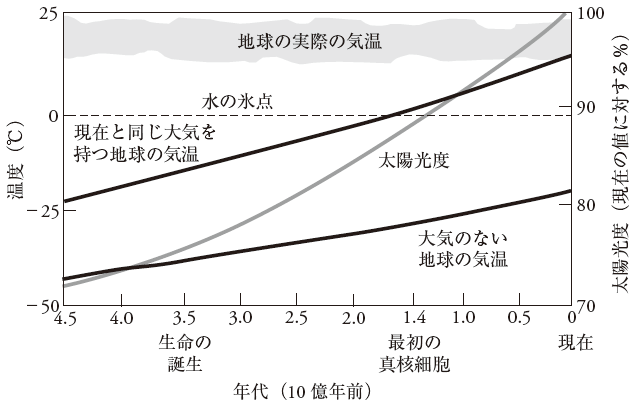 25
0
－25
－50
温度（℃）
地球の実際の気温
水の氷点
現在と同じ大気を
持つ地球の気温
太陽光度
大気のない
地球の気温
100
90
80
70
太陽光度（現在の値に対する％）
4.5 4.0 3.5 3.0 2.5 2.0 1.4 1.0 0.5 0
生命の
誕生
最初の
真核細胞
現在
年代（10 億年前）